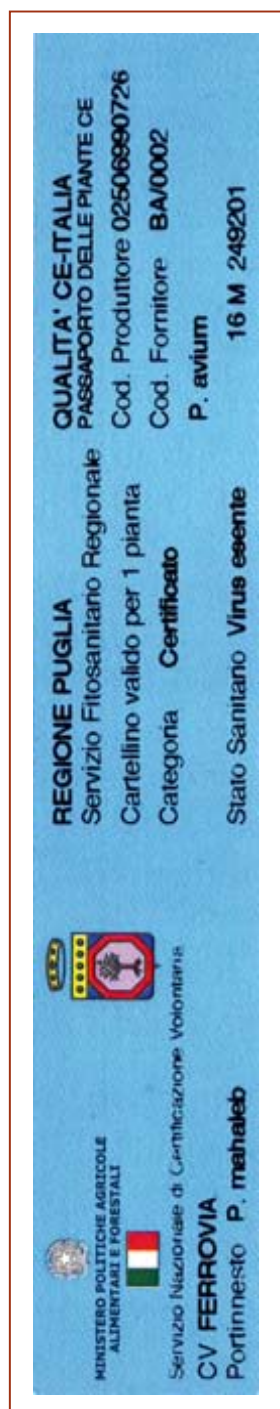 MINISTERO POLITICHE AGRICOLE
ALIMENTARI E FORESTALI
Servizio Nazionale di Certificazione Volontaria
CV FERROVIA
Portinnesto P. mahaleb
REGIONE PUGLIA
Servizio Fitosanitario Regionale
Cartellino valido per 1 pianta
Categoria Certificato
Stato Sanitano Virus esente
QUALITA' CE-ITALIA
PASSAPORTO DELLE PIANTE CE
Cod. Produttore 02506990726
Cod. Fornitore BA/0002
P. avium
16 M 249201